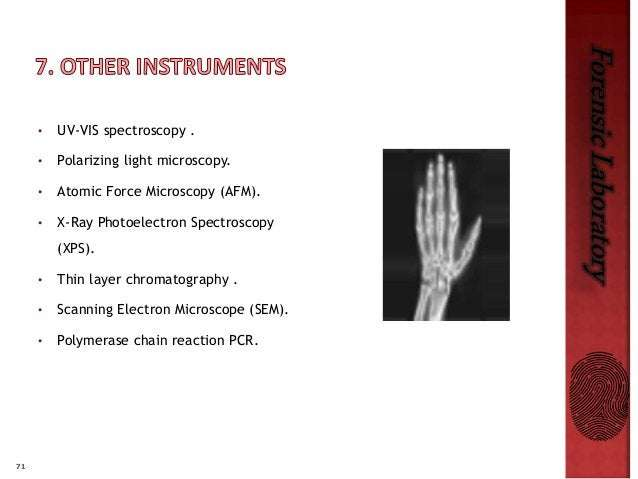 7. OTHER INSTRUMENTS
• UV-VIS spectroscopy .
• Polarizing light microscopy.
• Atomic Force Microscopy (AFM).
• X-Ray Photoelectron Spectroscopy
(XPS).
• Thin layer chromatography .
• Scanning Electron Microscope (SEM).
• Polymerase chain reaction PCR.
Forensic Laboratory
71